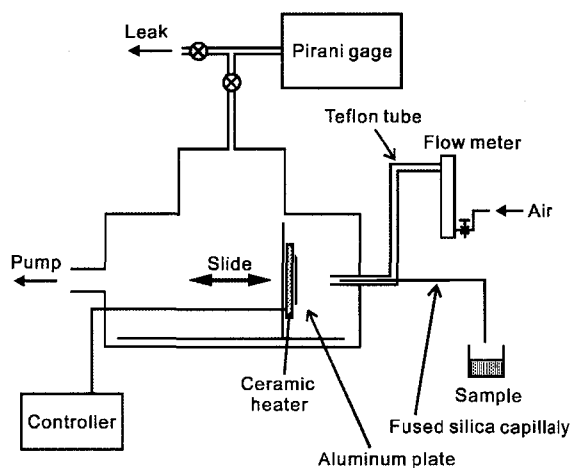 Leak
Pirani gage
Teflon tube
Flow meter
Air
Pump
Slide
Ceramic
heater
Sample
Controller
Fused silica capillaly
Aluminum plate